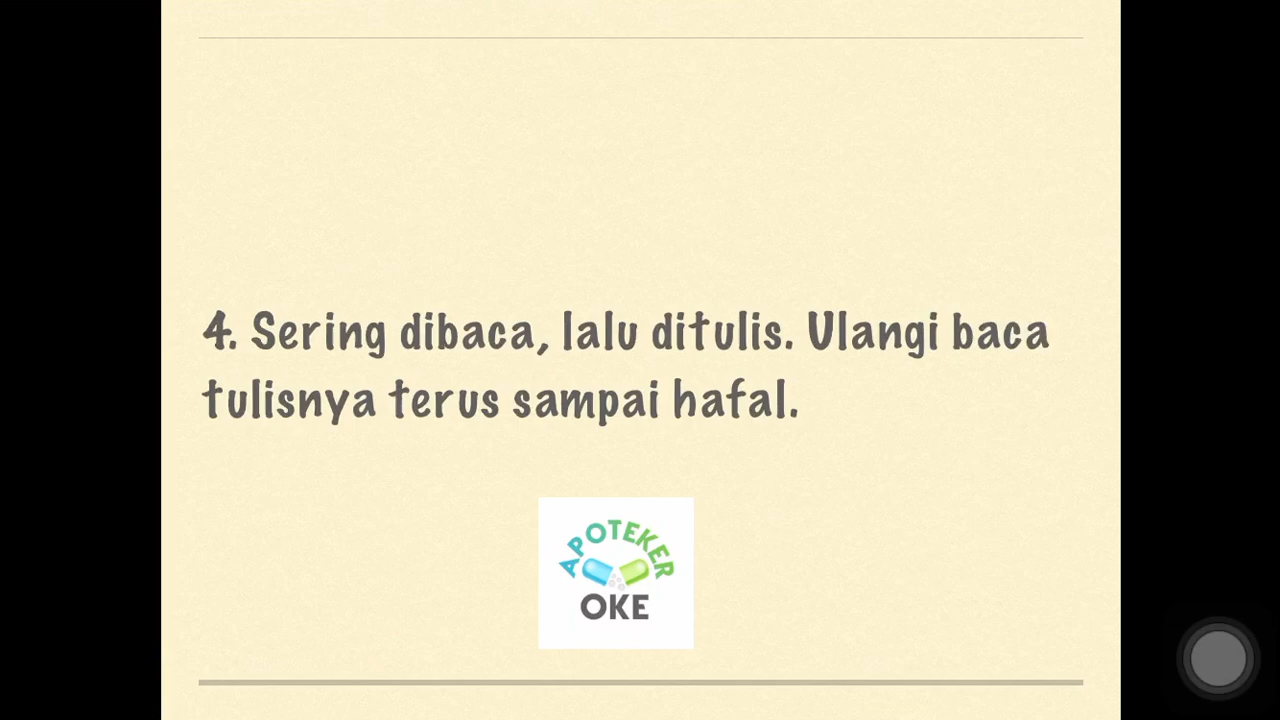 4. Sering dibaca, lalu ditulis. Ulangi baca
tulisnya terus sampai hafal.
APOTEKER
OKE